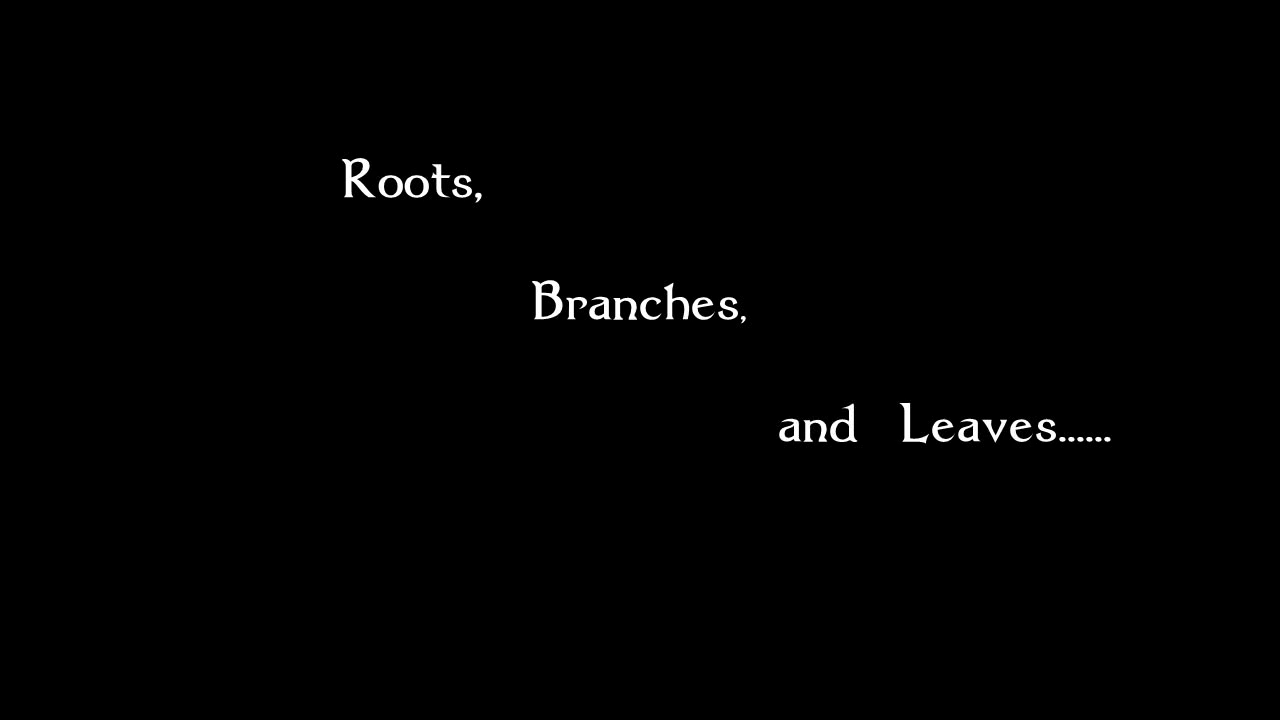 Roots,
Branches,
and Leaves......